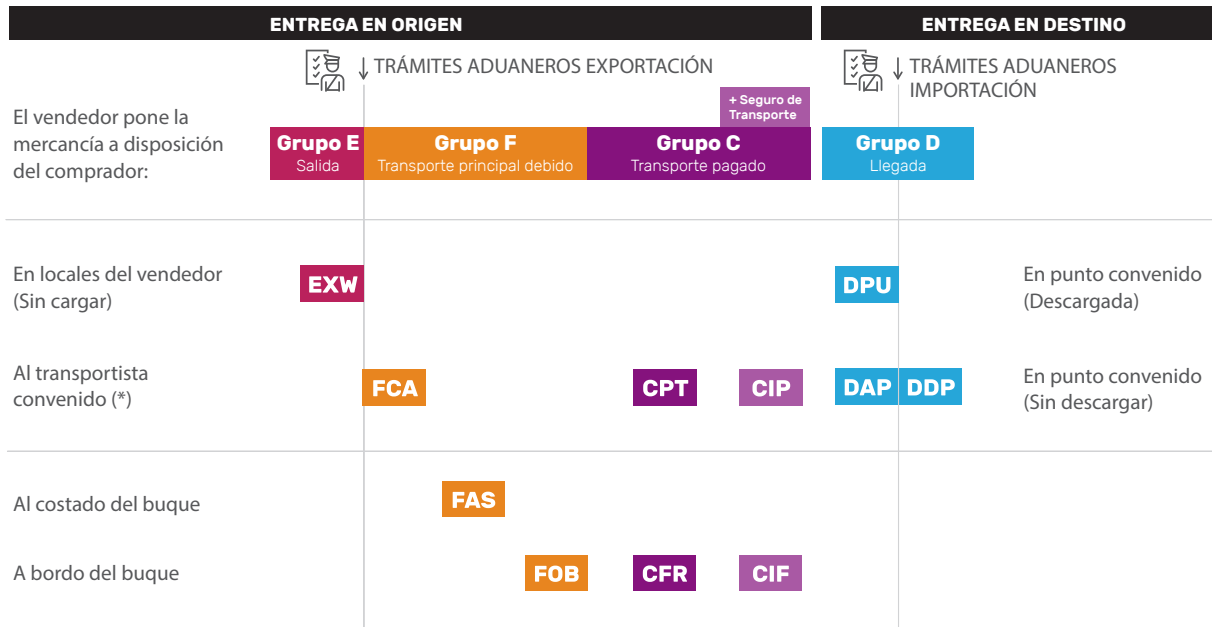 ENTREGA EN ORIGEN
ENTREGA EN DESTINO
TRÁMITES ADUANEROS EXPORTACIÓN
TRÁMITES ADUANEROS
IMPORTACIÓN
El vendedor pone la
mercancía a disposición
del comprador:
+ Seguro de
Transporte
Grupo E
Salida
Grupo F
Transporte principal debido
Grupo C
Transporte pagado
Grupo D
Llegada
En locales del vendedor
(Sin cargar)
EXW
DPU
En punto convenido
(Descargada)
Al transportista
convenido (*)
FCA
CPT
CIP
DAP
DDP
En punto convenido
(Sin descargar)
Al costado del buque
FAS
A bordo del buque
FOB
CFR
CIF